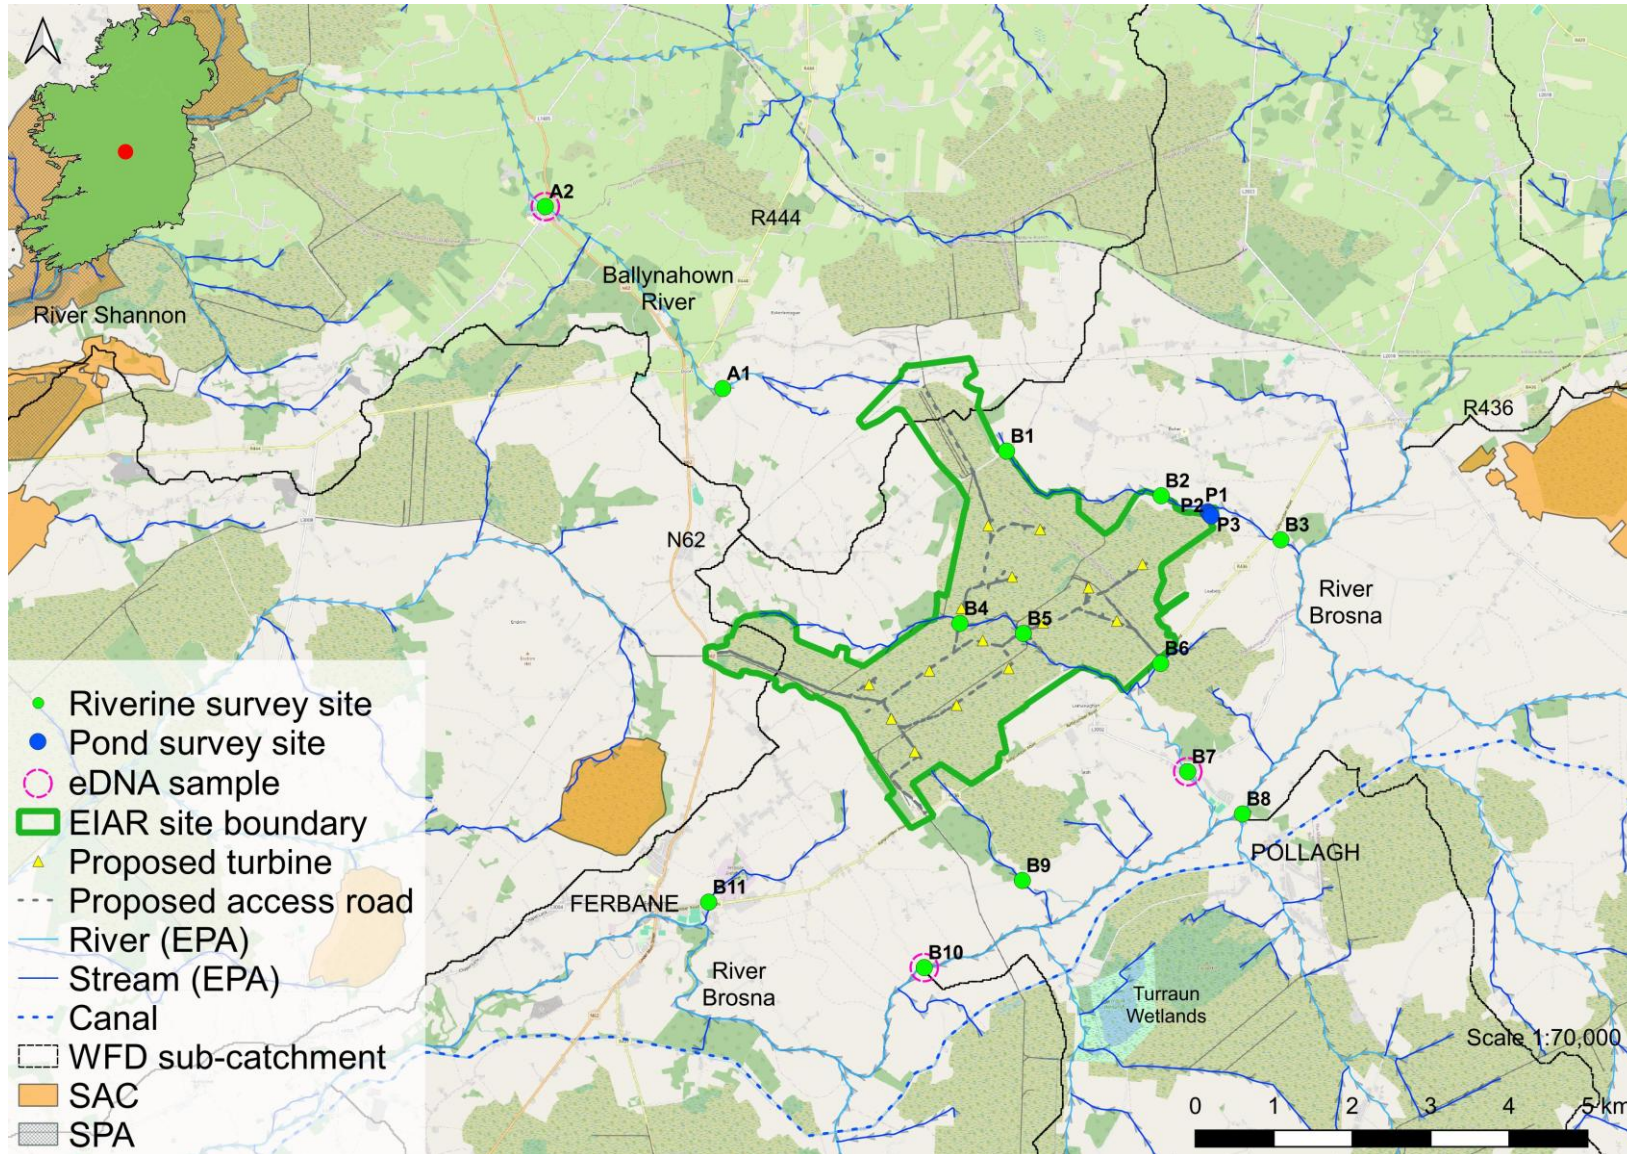 A2
R444
Ballynahown
River
River Shannon
A1
R436
B1
B2
P1
P2
P3
B3
N62
River
Brosna
B4
B5
B6
B7
B8
POLLAGH
B9
FERBANE
B11
B10
River
Brosna
Turraun
Wetlands
Riverine survey site
Pond survey site
eDNA sample
EIAR site boundary
Proposed turbine
Proposed access road
River (EPA)
Stream (EPA)
Canal
WFD sub-catchment
SAC
SPA
Scale 1:70,000
0 1 2 3 4 5 km